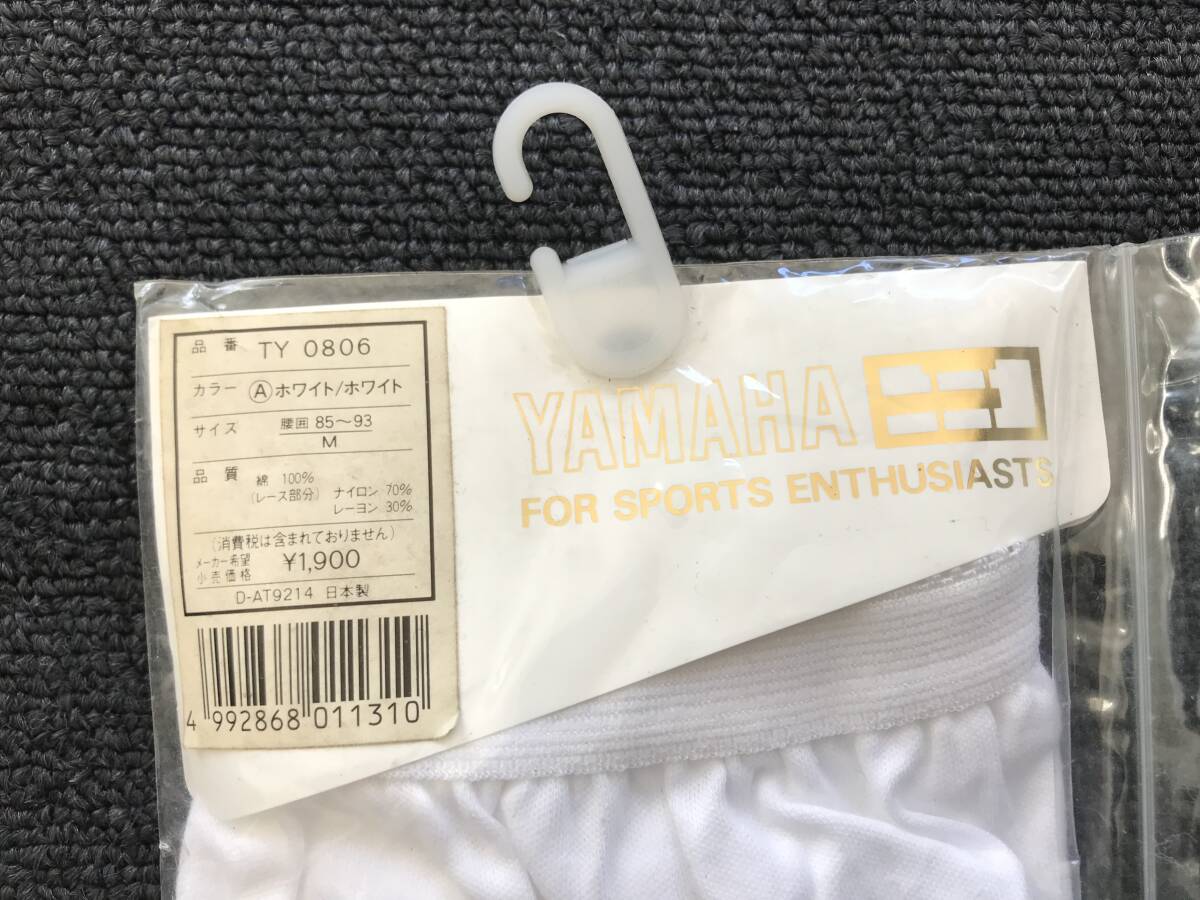 品番 TY 0806
カラー Ⓐホワイト/ホワイト
サイズ 腰囲 85～93
M
品質 綿 100%
(レース部分) ナイロン 70%
レーヨン 30%
(消費税は含まれておりません)
メーカー希望
小売価格 ¥1,900
D-AT9214 日本製
4 992868 011310
YAMAHA
FOR SPORTS ENTHUSIASTS